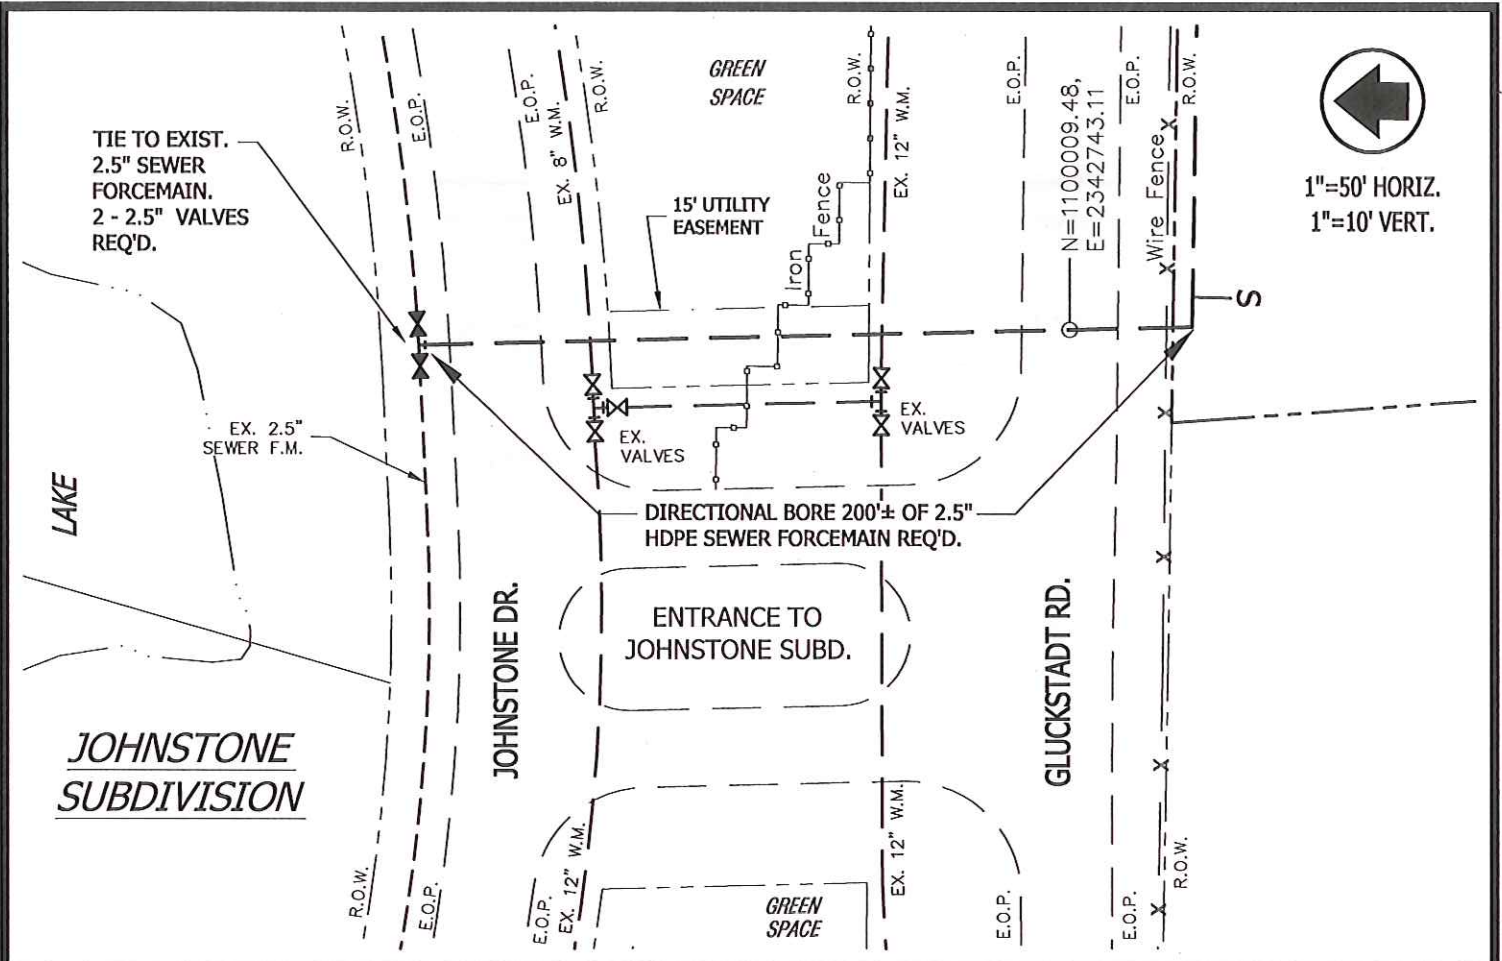 R.O.W.
E.O.P.
E.O.P.
EX. 8" W.M.
R.O.W.
GREEN
SPACE
R.O.W.
EX. 12" W.M.
E.O.P.
N=1100009.48,
E=2342743.11
E.O.P.
R.O.W.
Wire Fence
1"=50' HORIZ.
1"=10' VERT.
TIE TO EXIST.
2.5" SEWER
FORCEMAIN.
2 - 2.5" VALVES
REQ'D.
15' UTILITY
EASEMENT
Iron
Fence
S
EX. 2.5"
SEWER F.M.
EX.
VALVES
EX.
VALVES
LAKE
DIRECTIONAL BORE 200'± OF 2.5"
HDPE SEWER FORCEMAIN REQ'D.
JOHNSTONE DR.
ENTRANCE TO
JOHNSTONE SUBD.
GLUCKSTADT RD.
JOHNSTONE
SUBDIVISION
R.O.W.
E.O.P.
E.O.P.
EX. 12" W.M.
GREEN
SPACE
EX. 12" W.M.
E.O.P.
E.O.P.
R.O.W.